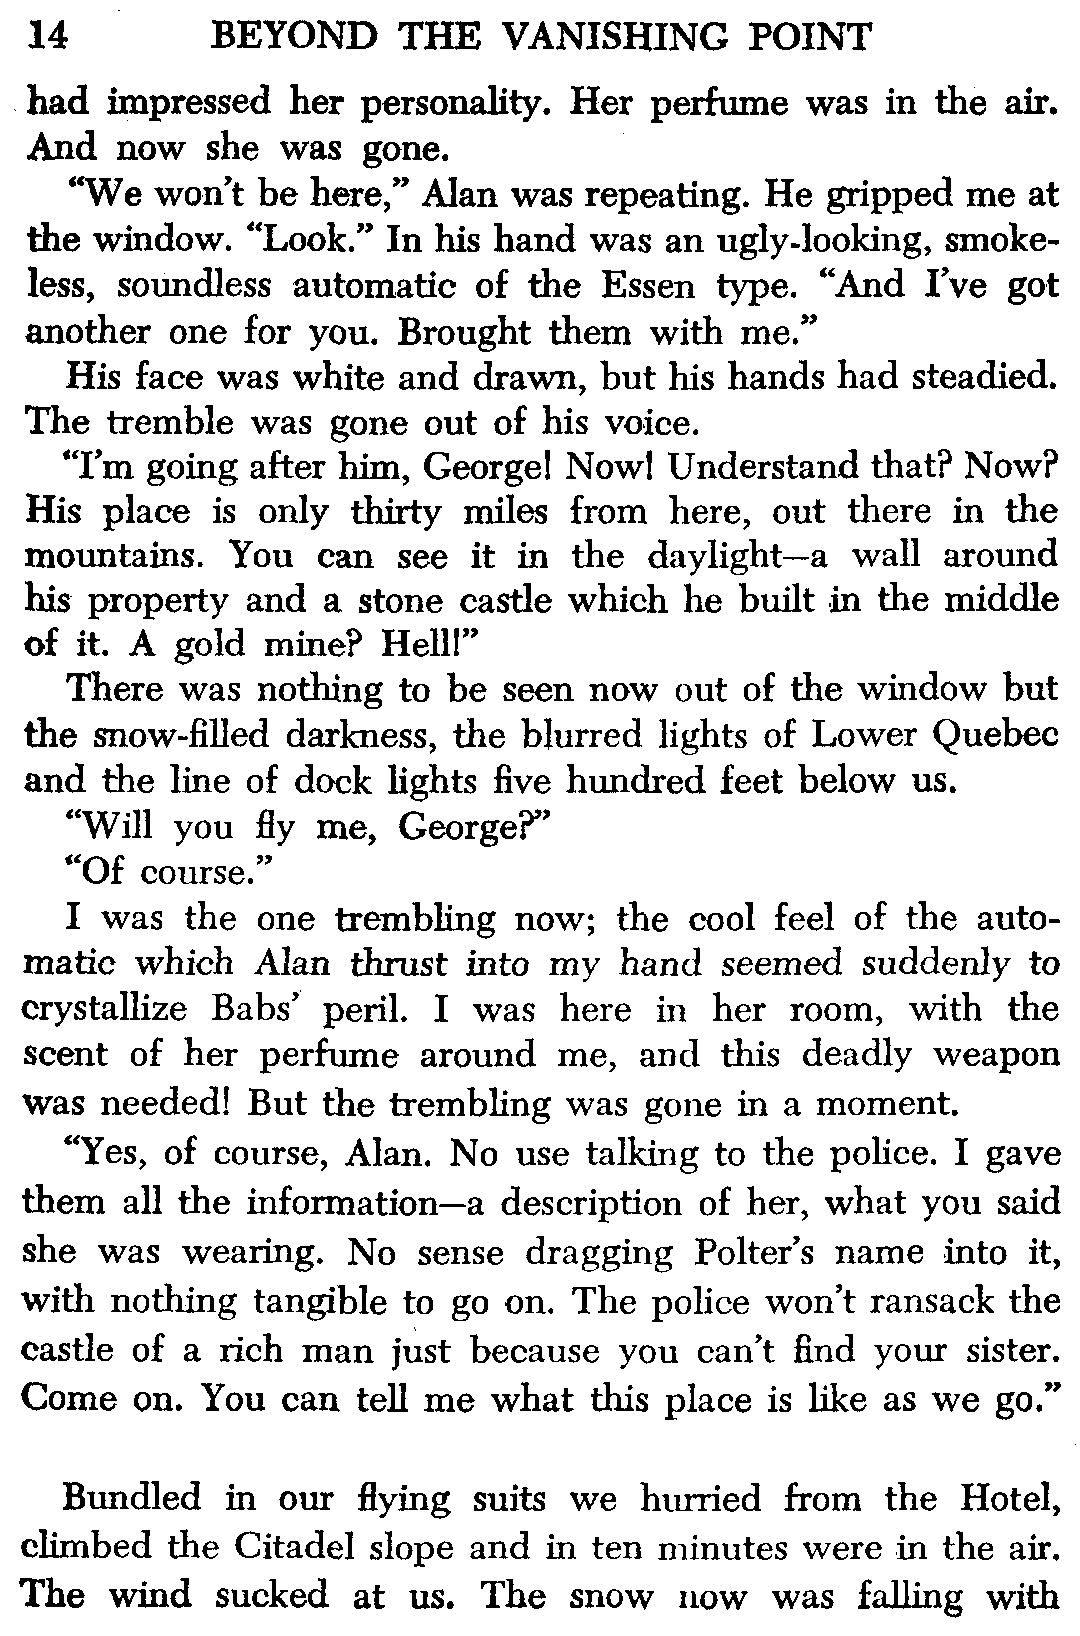 14 BEYOND THE VANISHING POINT
had impressed her personality. Her perfume was in the air.
And now she was gone.
“We won’t be here,” Alan was repeating. He gripped me at
the window. “Look.” In his hand was an ugly-looking, smoke-
less, soundless automatic of the Essen type. “And I’ve got
another one for you. Brought them with me.”
His face was white and drawn, but his hands had steadied.
The tremble was gone out of his voice.
“I’m going after him, George! Now! Understand that? Now?
His place is only thirty miles from here, out there in the
mountains. You can see it in the daylight—a wall around
his property and a stone castle which he built in the middle
of it. A gold mine? Hell!”
There was nothing to be seen now out of the window but
the snow-filled darkness, the blurred lights of Lower Quebec
and the line of dock lights five hundred feet below us.
“Will you fly me, George?”
“Of course.”
I was the one trembling now; the cool feel of the auto-
matic which Alan thrust into my hand seemed suddenly to
crystallize Babs’ peril. I was here in her room, with the
scent of her perfume around me, and this deadly weapon
was needed! But the trembling was gone in a moment.
“Yes, of course, Alan. No use talking to the police. I gave
them all the information—a description of her, what you said
she was wearing. No sense dragging Polter’s name into it,
with nothing tangible to go on. The police won’t ransack the
castle of a rich man just because you can’t find your sister.
Come on. You can tell me what this place is like as we go.”
Bundled in our flying suits we hurried from the Hotel,
climbed the Citadel slope and in ten minutes were in the air.
The wind sucked at us. The snow now was falling with